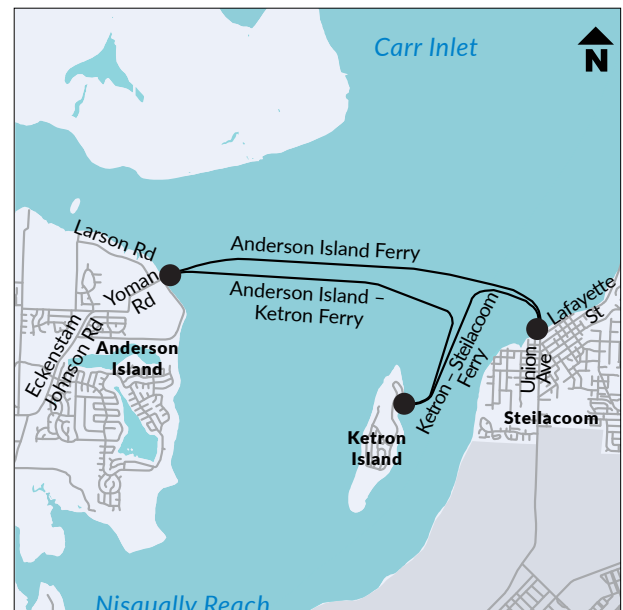 Carr Inlet
N
Larson Rd
Anderson Island Ferry
Yoman
Rd
Anderson Island –
Ketron Ferry
Lafayette
St
Ketron – Steilacoom
Ferry
Eckenstam
Johnson Rd
Anderson
Island
Union
Ave
Steilacoom
Ketron
Island
Nisqually Reach